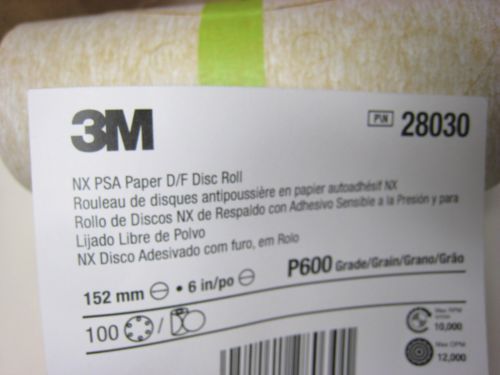 3M
P/N 28030
NX PSA Paper D/F Disc Roll
Rouleau de disques antipoussière en papier autoadhésif NX
Rollo de Discos NX de Respaldo con Adhesivo Sensible a la Presión y para
Lijado Libre de Polvo
NX Disco Adesivado com furo, em Rolo
152 mm • 6 in/po
P600 Grade/Grain/Grano/Grão
100 /
Max RPM
10,000
Max OPM
12,000